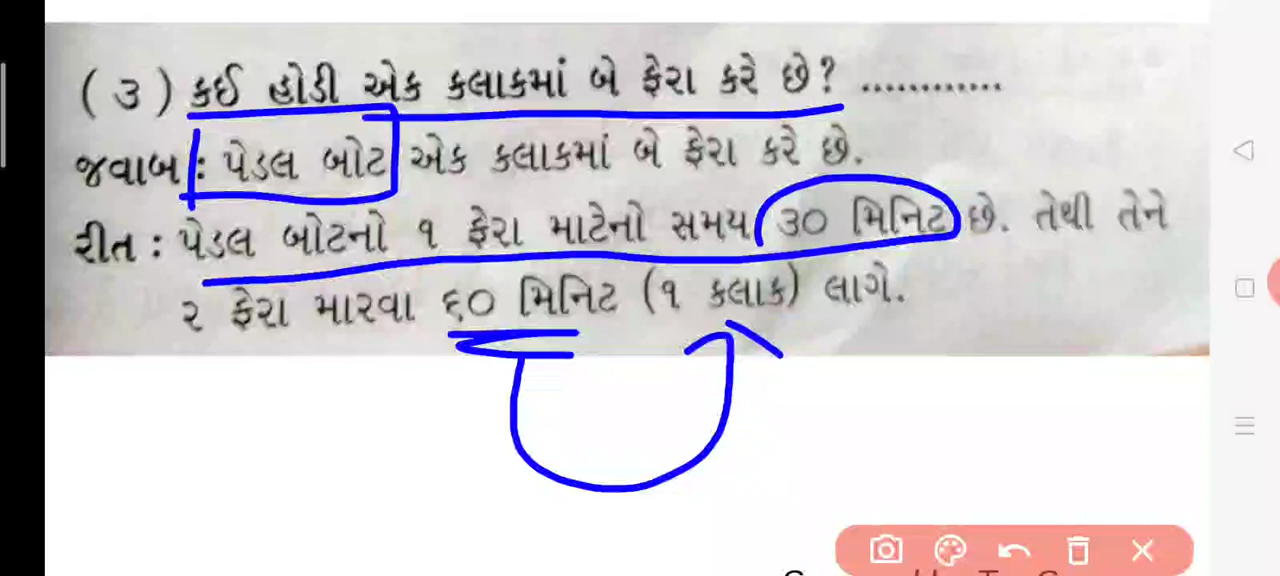 (૩) કઈ હોડી એક કલાકમાં બે ફેરા કરે છે? ............
જવાબ : પેડલ બોટ એક કલાકમાં બે ફેરા કરે છે.
રીત : પેડલ બોટનો ૧ ફેરા માટેનો સમય ૩૦ મિનિટ છે. તેથી તેને
૨ ફેરા મારવા ૬૦ મિનિટ (૧ કલાક) લાગે.